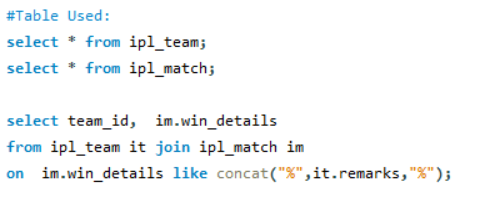 #Table Used:
select * from ipl_team;
select * from ipl_match;
select team_id, im.win_details
from ipl_team it join ipl_match im
on im.win_details like concat("%",it.remarks,"%");